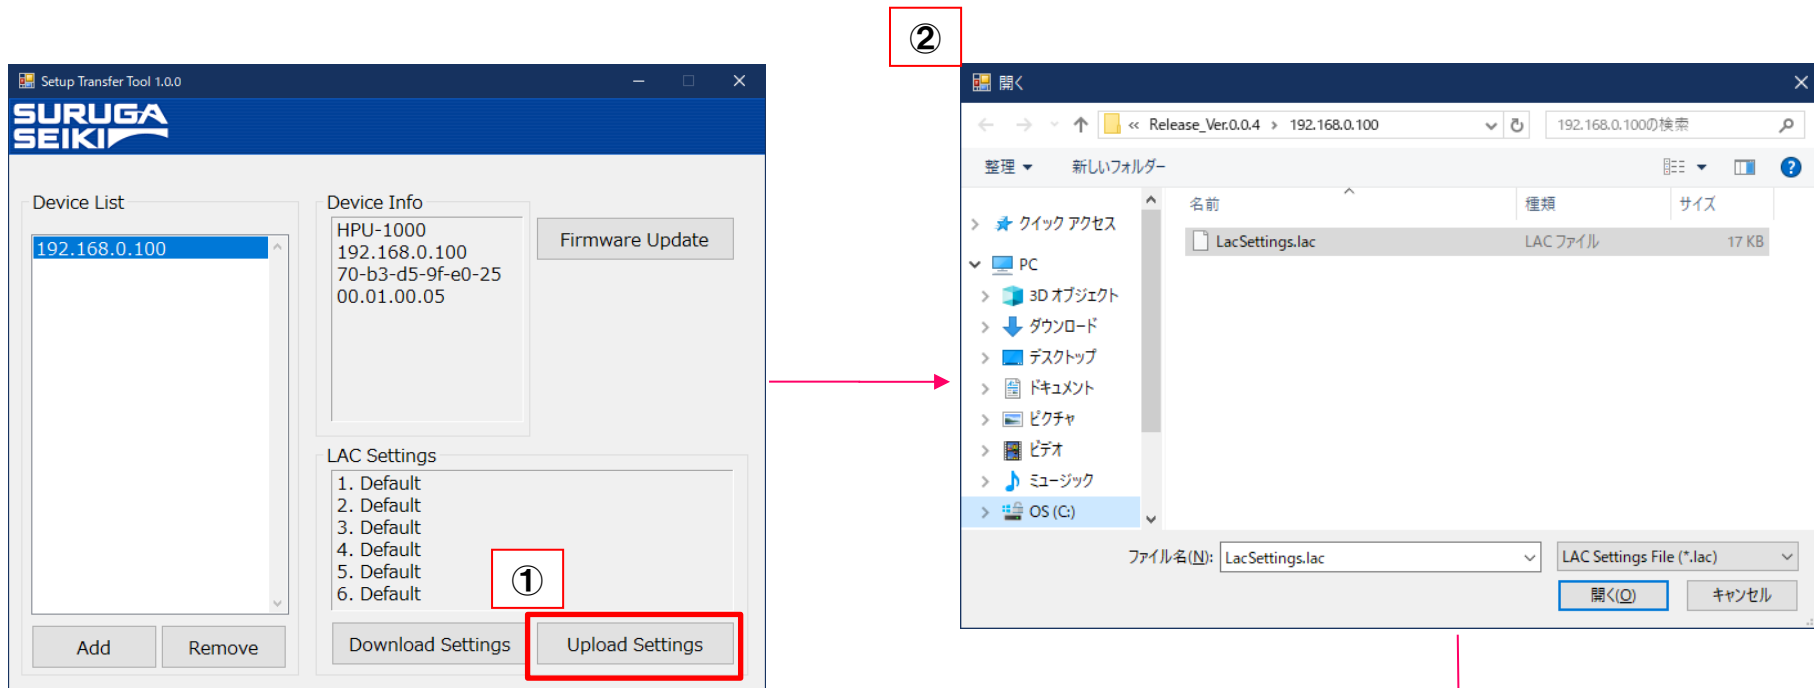 ②
Setup Transfer Tool 1.0.0
SURUGA
SEIKI
Device List
192.168.0.100
Add
Remove
Device Info
HPU-1000
192.168.0.100
70-b3-d5-9f-e0-25
00.01.00.05
Firmware Update
LAC Settings
1. Default
2. Default
3. Default
4. Default
5. Default
6. Default
①
Download Settings
Upload Settings
開く
« Release_Ver.0.0.4 > 192.168.0.100
192.168.0.100の検索
整理
新しいフォルダー
名前 種類 サイズ
LacSettings.lac LAC ファイル 17 KB
クイック アクセス
PC
3D オブジェクト
ダウンロード
デスクトップ
ドキュメント
ピクチャ
ビデオ
ミュージック
OS (C:)
ファイル名(N): LacSettings.lac
LAC Settings File (*.lac)
開く(O)
キャンセル